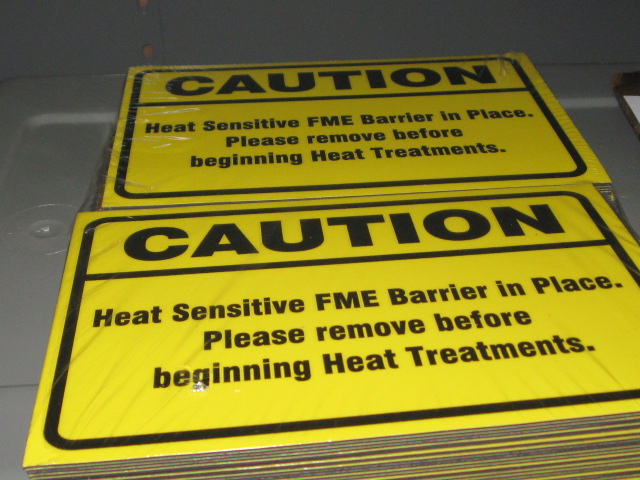 CAUTION
Heat Sensitive FME Barrier in Place.
Please remove before
beginning Heat Treatments.
CAUTION
Heat Sensitive FME Barrier in Place.
Please remove before
beginning Heat Treatments.